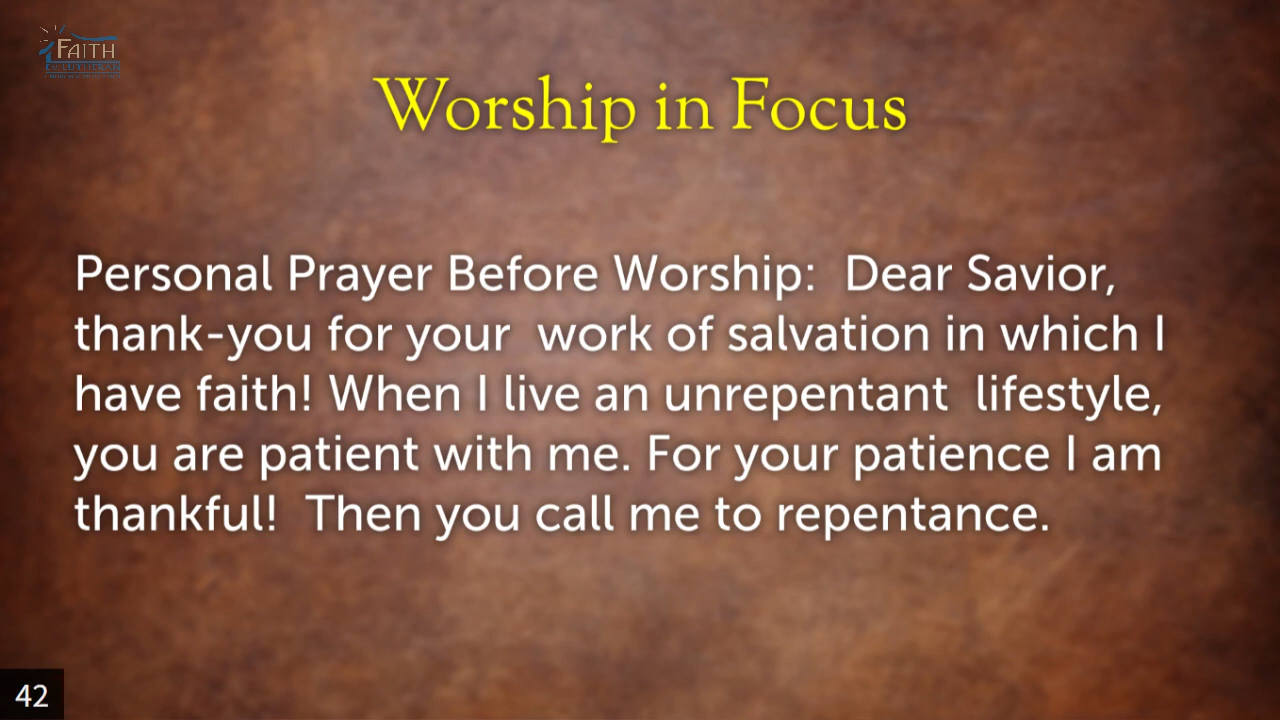 FAITH
EV. LUTHERAN
Worship in Focus
Personal Prayer Before Worship:  Dear Savior,
thank-you for your  work of salvation in which I
have faith! When I live an unrepentant  lifestyle,
you are patient with me. For your patience I am
thankful!  Then you call me to repentance.
42